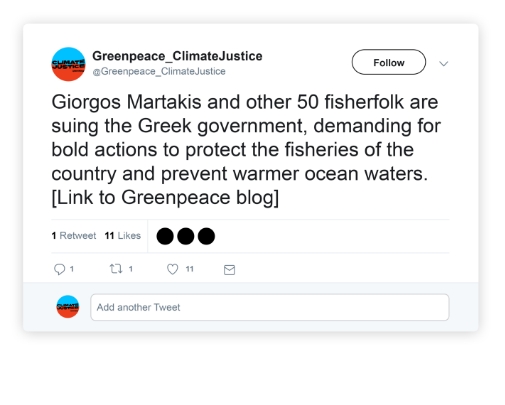 CLIMATE
JUSTICE
Greenpeace_ClimateJustice
@Greenpeace_ClimateJustice
Follow
Giorgos Martakis and other 50 fisherfolk are
suing the Greek government, demanding for
bold actions to protect the fisheries of the
country and prevent warmer ocean waters.
[Link to Greenpeace blog]
1 Retweet 11 Likes
1 1 11
CLIMATE
JUSTICE
Add another Tweet